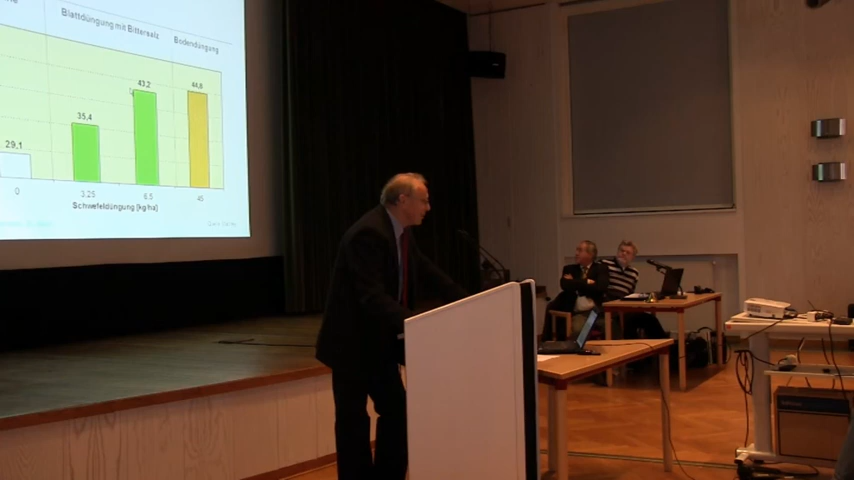 Blattdüngung mit Bittersalz
Bodendüngung
43,2
44,6
35,4
29,1
0
3,25
6,5
45
Schwefeldüngung [kg/ha]